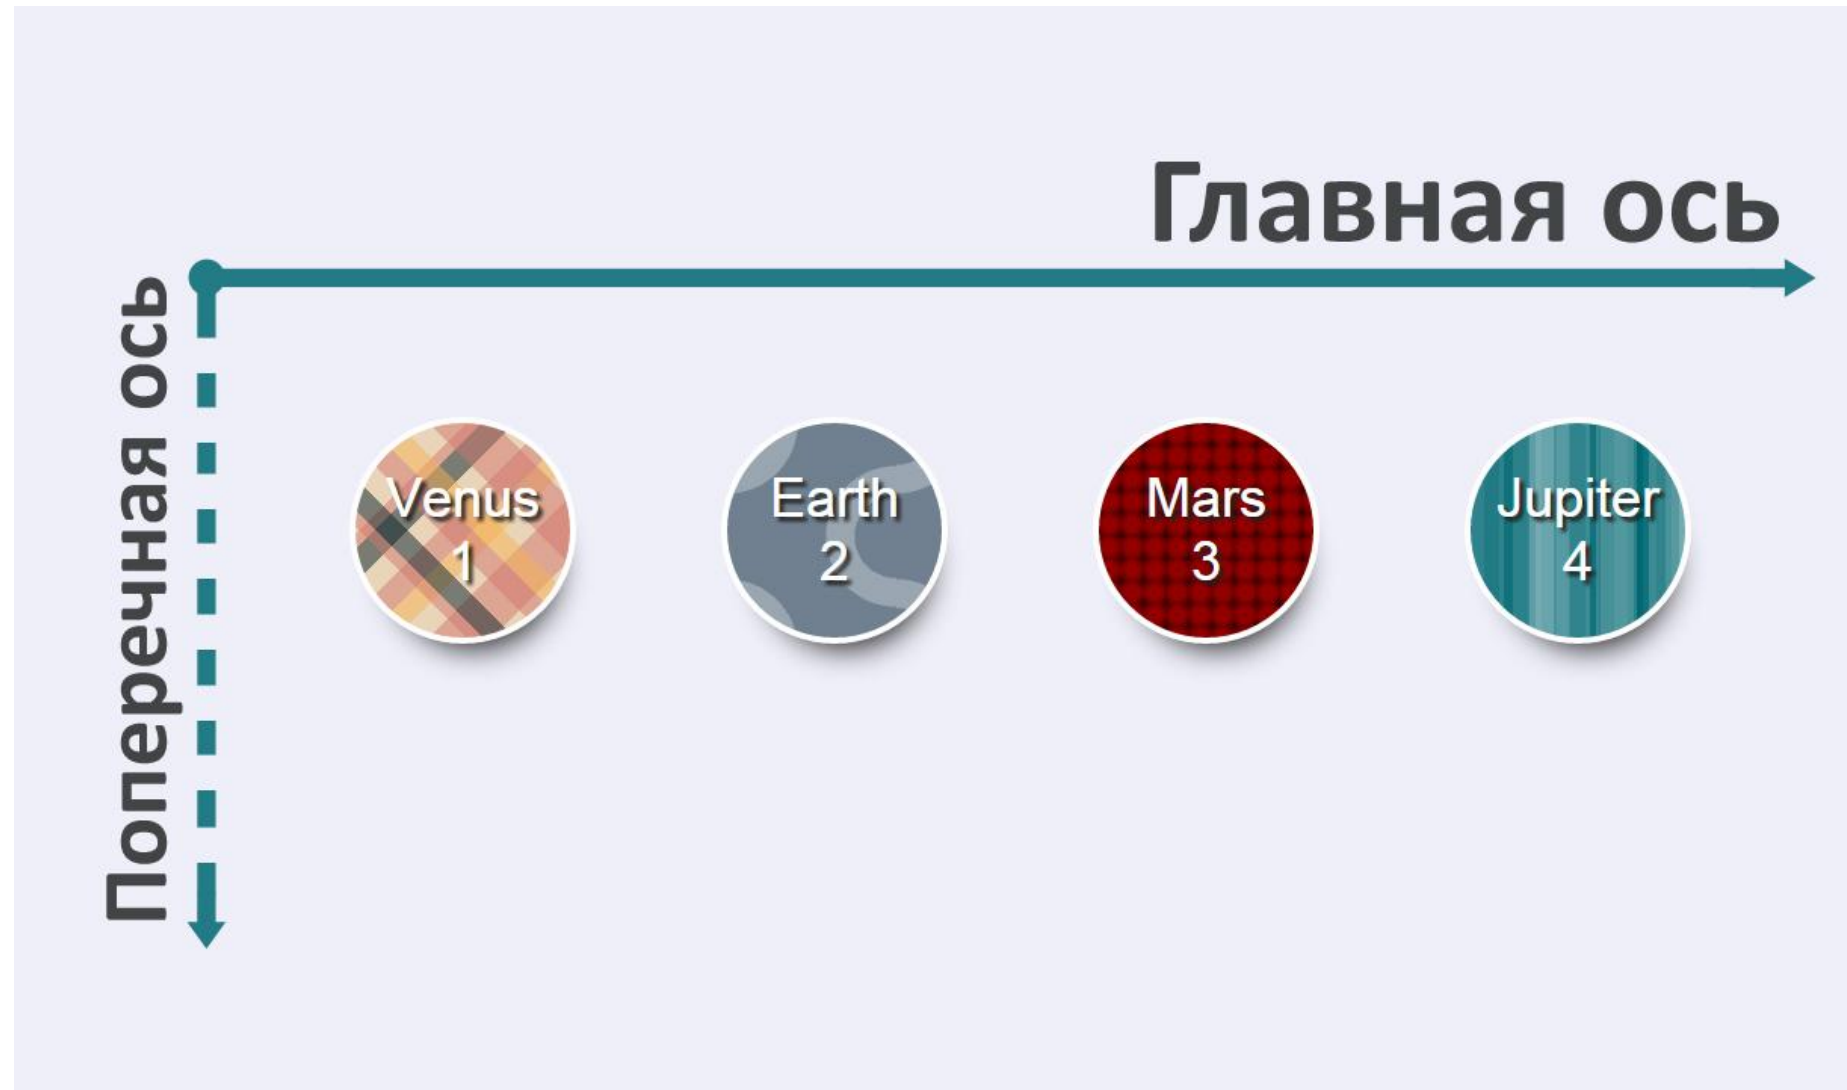 Главная ось
Поперечная ось
Venus
1
Earth
2
Mars
3
Jupiter
4